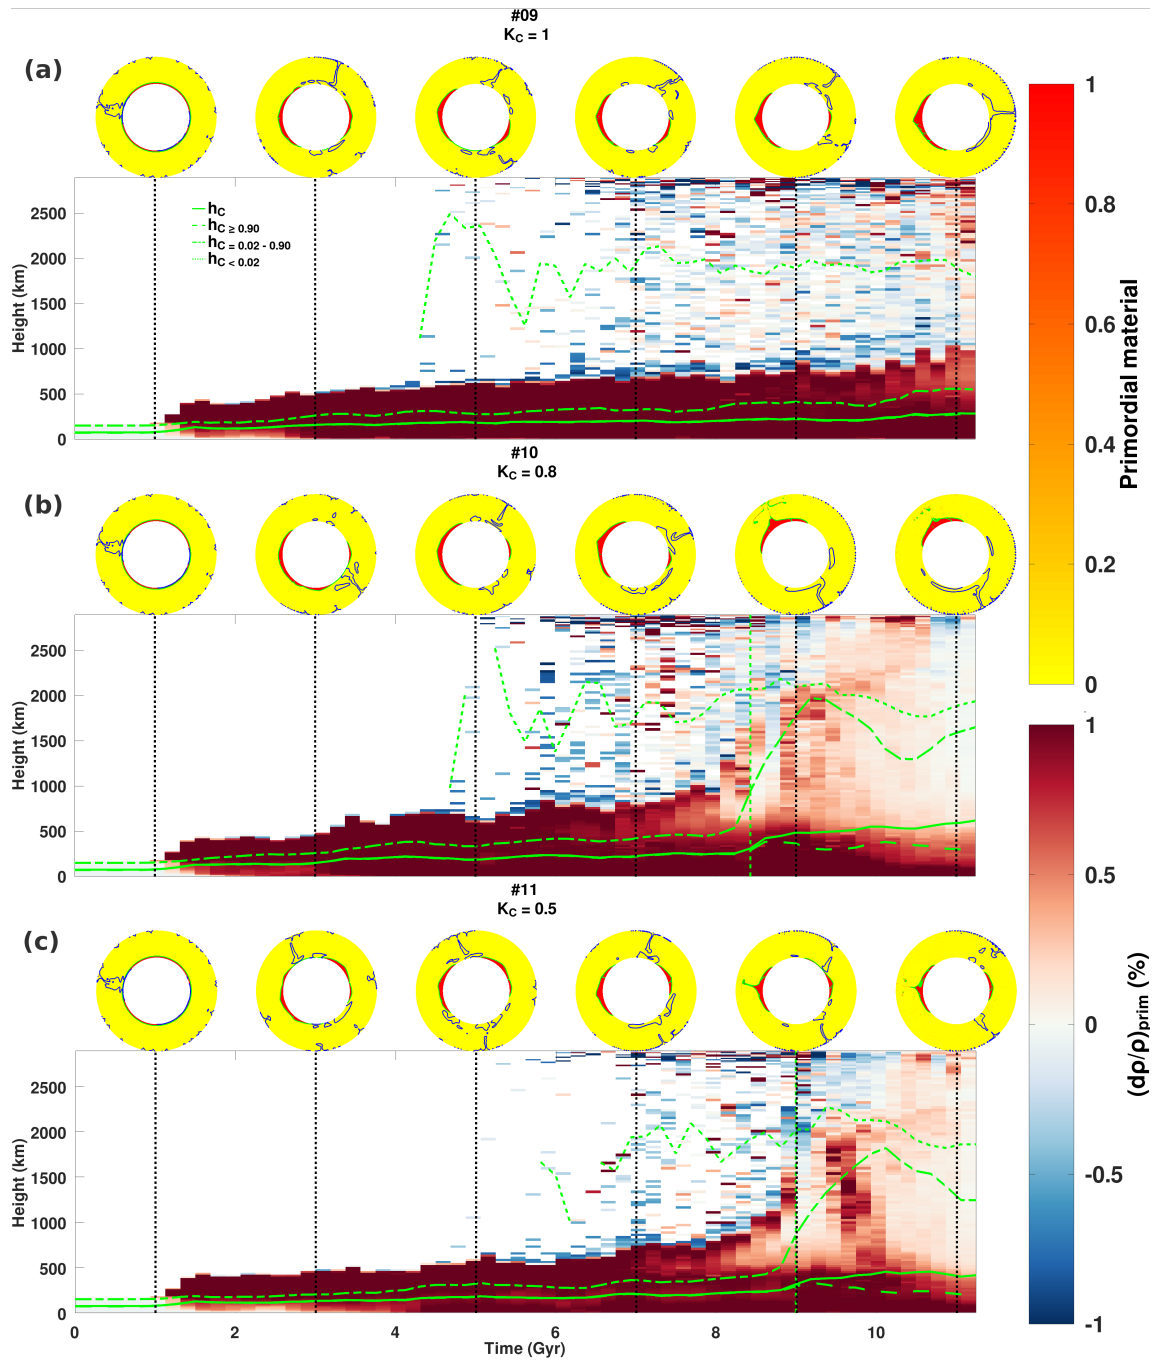 #09
K_C = 1
(a)
h_C
h_C ≥ 0.90
h_C = 0.02 - 0.90
h_C < 0.02
2500
2000
1500
1000
500
0
Height (km)
#10
K_C = 0.8
(b)
2500
2000
1500
1000
500
0
Height (km)
#11
K_C = 0.5
(c)
2500
2000
1500
1000
500
0
Height (km)
0 2 4 6 8 10
Time (Gyr)
1
0.8
0.6
0.4
0.2
0
Primordial material
1
0.5
0
-0.5
-1
(dρ/ρ)prim (%)